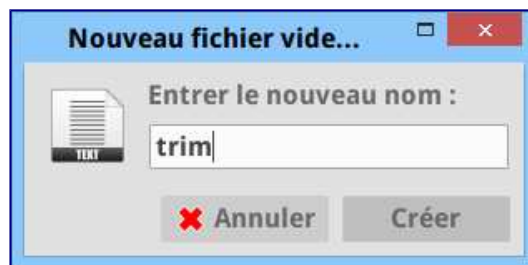 Nouveau fichier vide...
Entrer le nouveau nom :
TEXT
trim
Annuler
Créer